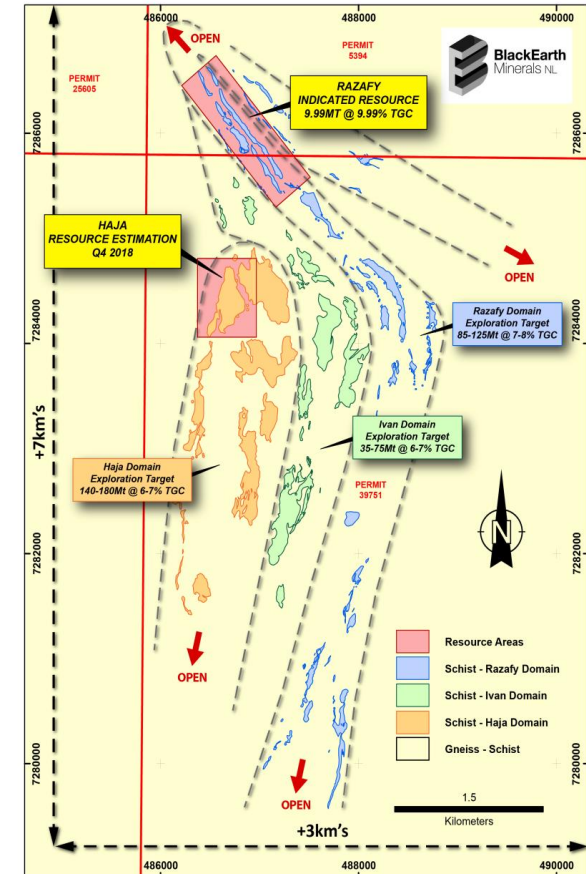 486000
488000
490000
OPEN
PERMIT
5394
BlackEarth
Minerals NL
PERMIT
25605
RAZAFY
INDICATED RESOURCE
9.99MT @ 9.99% TGC
7286000
7286000
HAJA
RESOURCE ESTIMATION
Q4 2018
OPEN
7284000
7284000
Razafy Domain
Exploration Target
85-125Mt @ 7-8% TGC
+7km's
Ivan Domain
Exploration Target
35-75Mt @ 6-7% TGC
Haja Domain
Exploration Target
140-180Mt @ 6-7% TGC
PERMIT
39751
N
7282000
7282000
Resource Areas
Schist - Razafy Domain
Schist - Ivan Domain
Schist - Haja Domain
Gneiss - Schist
OPEN
7280000
7280000
OPEN
1.5
Kilometers
+3km's
486000
488000
490000